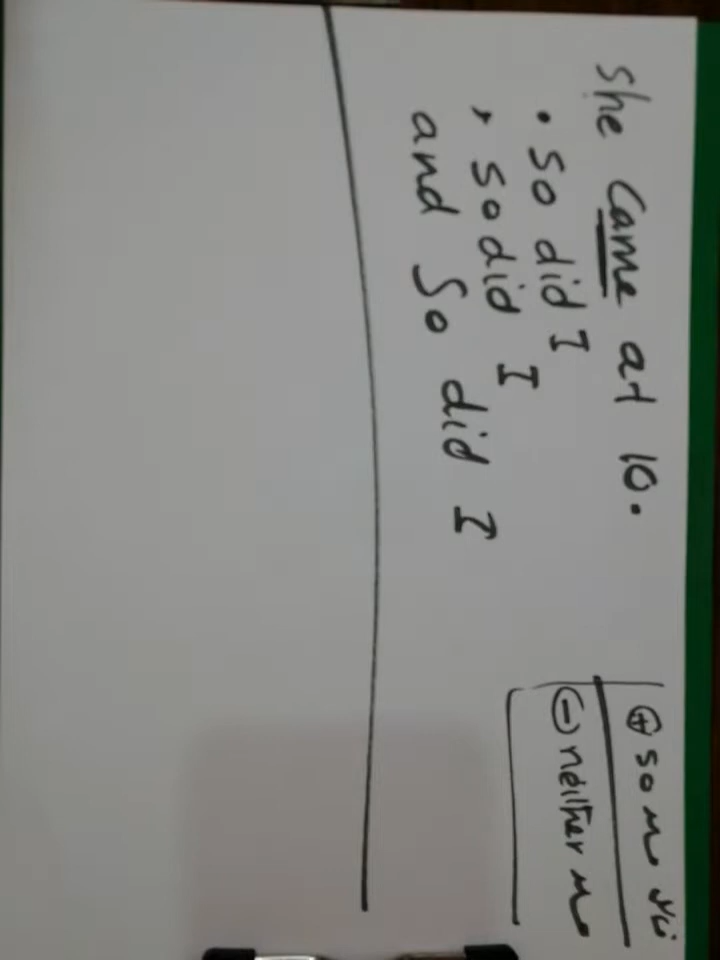 she came at 10.
• so did I
, so did I
and So did I
⊕ so
⊖ neither